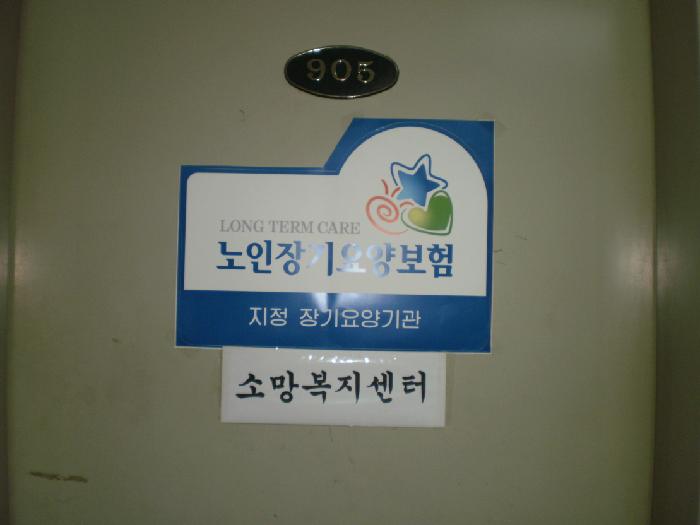 905
LONG TERM CARE
노인장기요양보험
지정 장기요양기관
소망복지센터